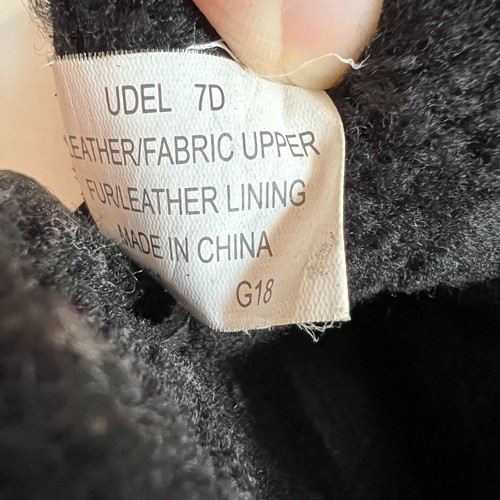 UDEL 7D
LEATHER/FABRIC UPPER
FUR/LEATHER LINING
MADE IN CHINA
G18